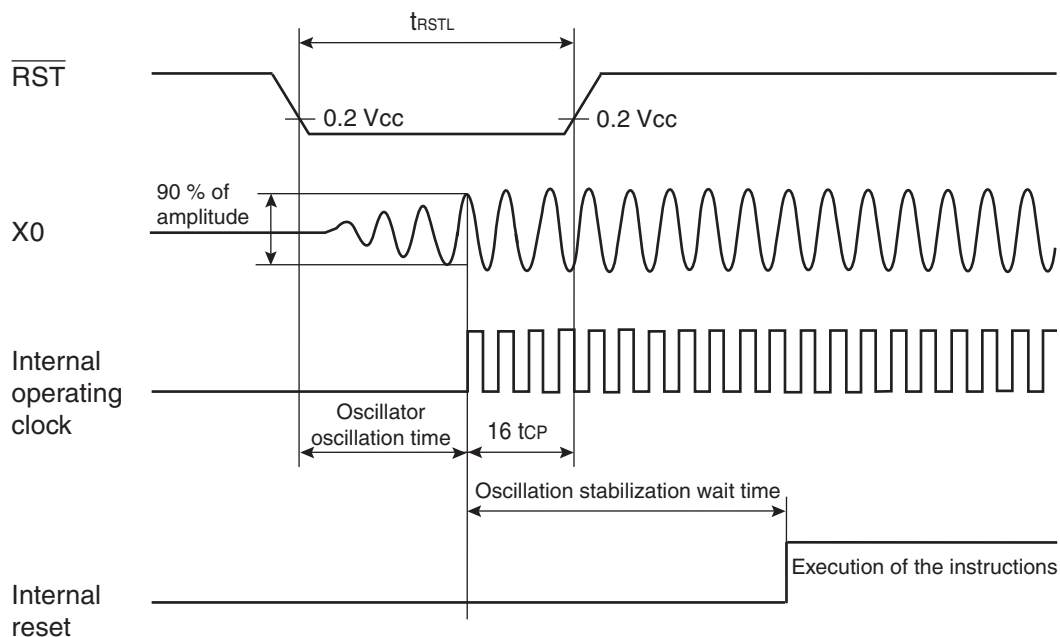 tRSTL
RST
0.2 Vcc
0.2 Vcc
90 % of
amplitude
X0
Internal
operating
clock
Oscillator
oscillation time
16 tCP
Oscillation stabilization wait time
Execution of the instructions
Internal
reset